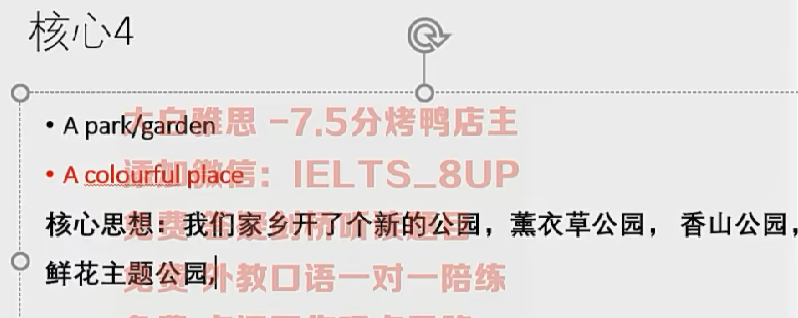 核心4
• A park/garden
• A colourful place
核心思想：我们家乡开了个新的公园，薰衣草公园， 香山公园，
鲜花主题公园,
大白雅思 -7.5分烤鸭店主
添加微信：IELTS_8UP
免费
免费 外教口语一对一陪练